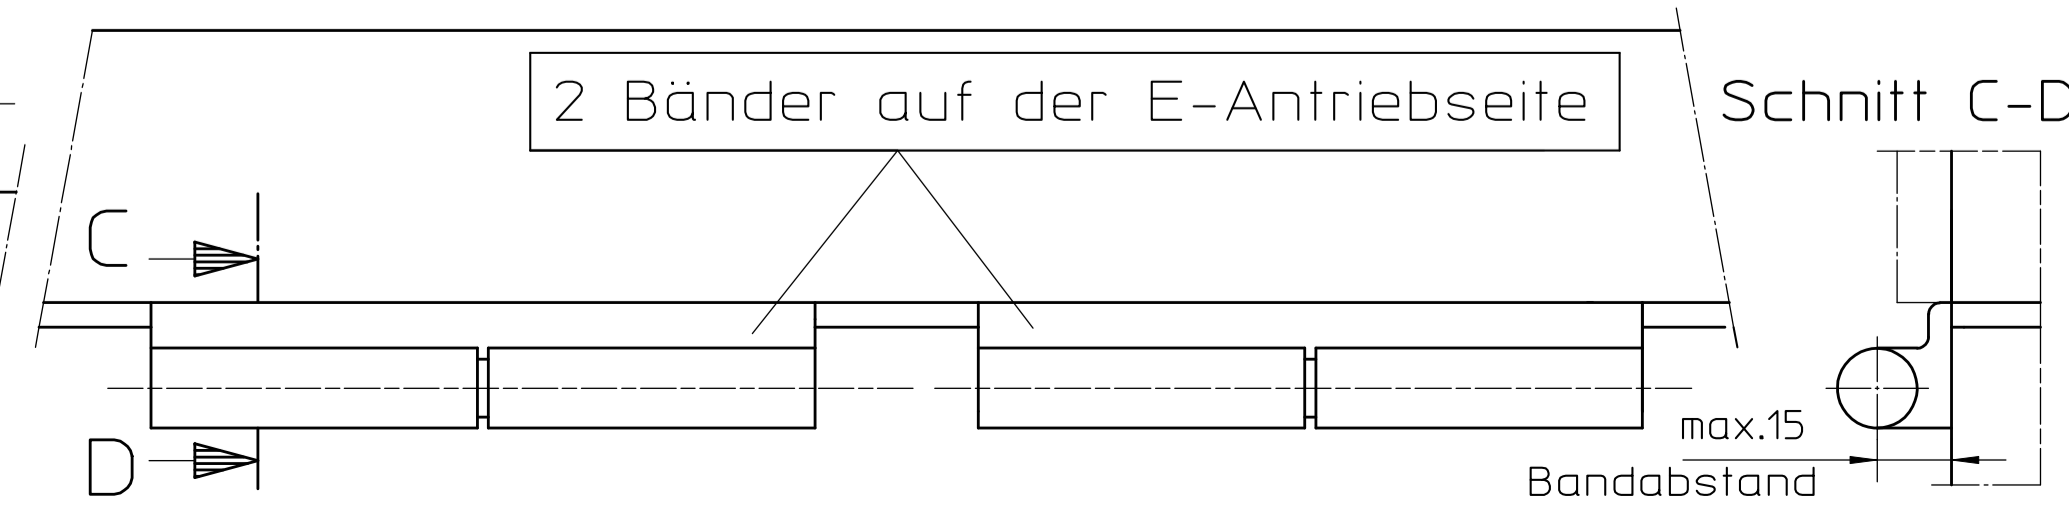 2 Bänder auf der E-Antriebseite
Schnitt C-D
C
D
max.15
Bandabstand